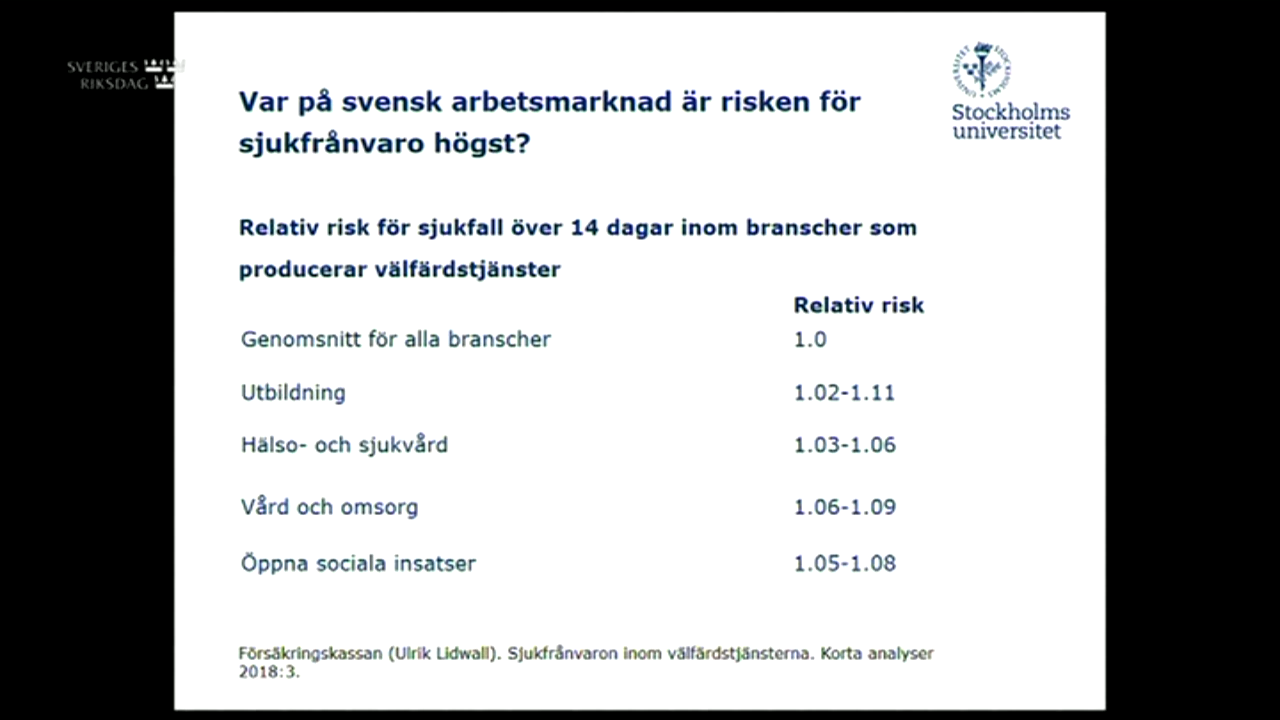 SVERIGES
RIKSDAG
Stockholms
universitet
Var på svensk arbetsmarknad är risken för
sjukfrånvaro högst?
Relativ risk för sjukfall över 14 dagar inom branscher som
producerar välfärdstjänster
Relativ risk
Genomsnitt för alla branscher 1.0
Utbildning 1.02-1.11
Hälso- och sjukvård 1.03-1.06
Vård och omsorg 1.06-1.09
Öppna sociala insatser 1.05-1.08
Försäkringskassan (Ulrik Lidwall). Sjukfrånvaron inom välfärdstjänsterna. Korta analyser
2018:3.